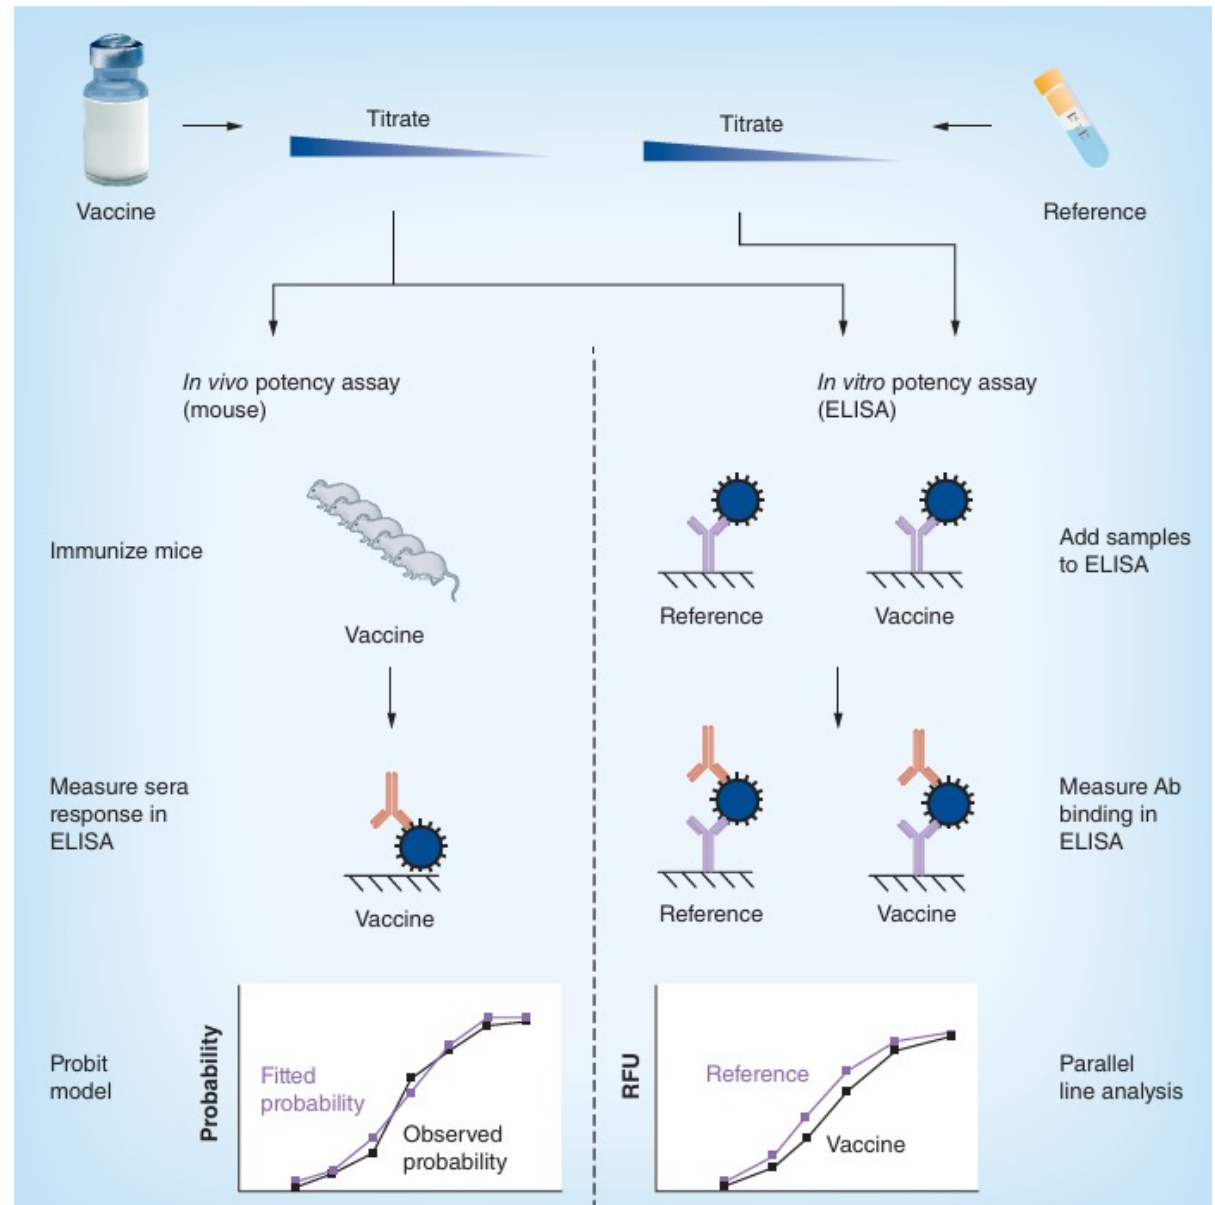 Titrate
Titrate
Vaccine
Reference
In vivo potency assay
(mouse)
In vitro potency assay
(ELISA)
Immunize mice
Vaccine
Reference
Vaccine
Add samples
to ELISA
Measure sera
response in
ELISA
Vaccine
Reference
Vaccine
Measure Ab
binding in
ELISA
Probit
model
Probability
Fitted
probability
Observed
probability
RFU
Reference
Vaccine
Parallel
line analysis